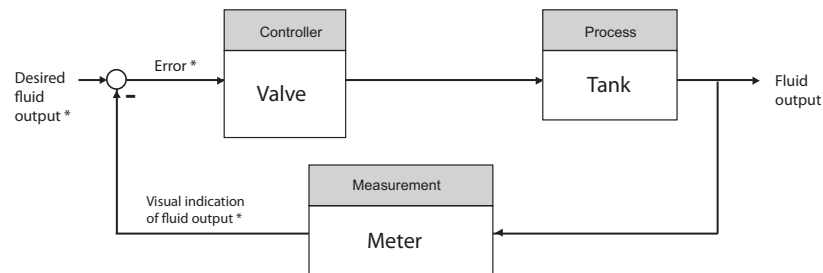 Controller
Process
Desired
fluid
output *
Error *
Valve
Tank
Fluid
output
Visual indication
of fluid output *
Measurement
Meter